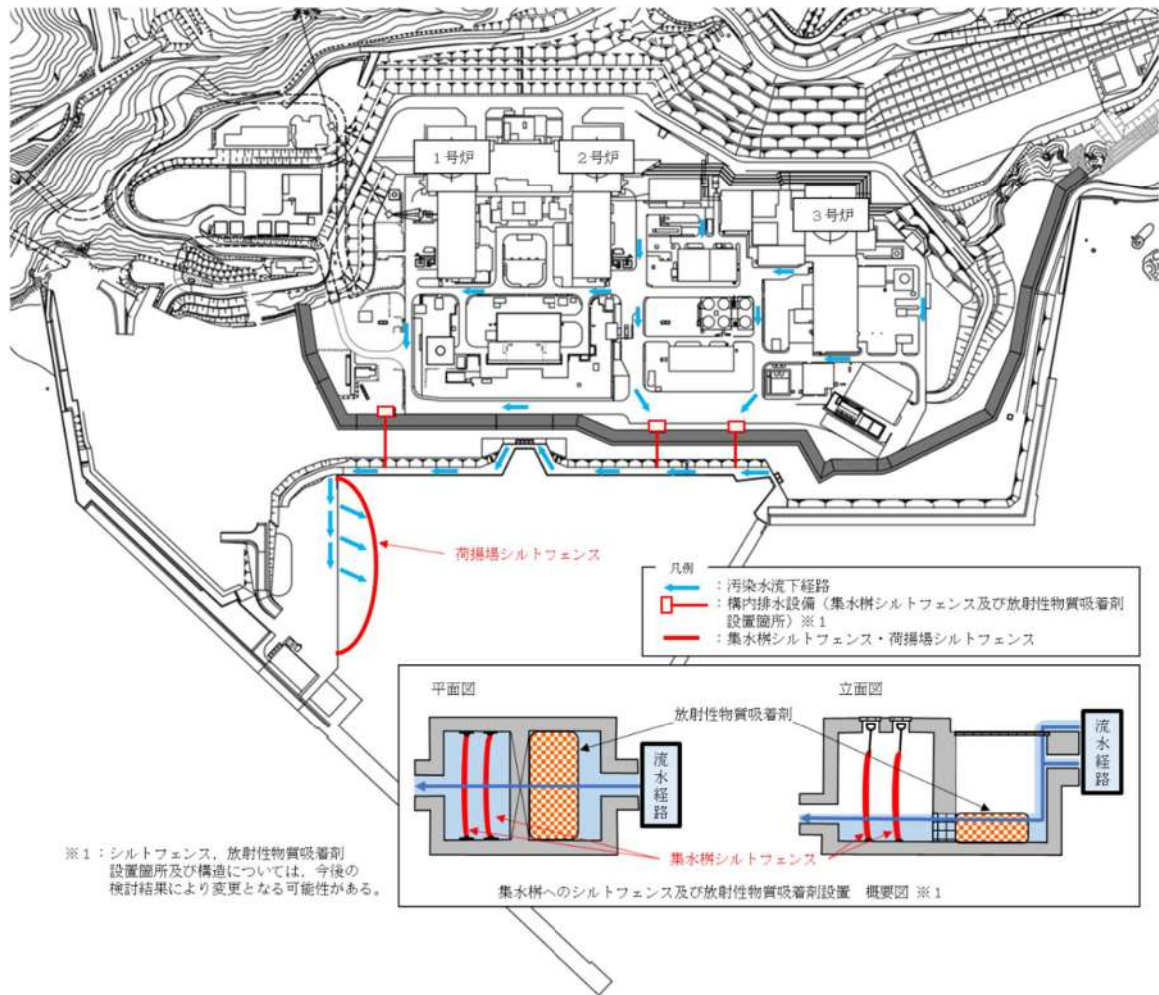 1号炉
2号炉
3号炉
荷揚場シルトフェンス
凡例
：汚染水流下経路
：構内排水設備（集水桝シルトフェンス及び放射性物質吸着剤
設置箇所）※１
：集水桝シルトフェンス・荷揚場シルトフェンス
平面図
立面図
放射性物質吸着剤
流水経路
流水経路
集水桝シルトフェンス
集水桝へのシルトフェンス及び放射性物質吸着剤設置　概要図 ※１
※１：シルトフェンス，放射性物質吸着剤
設置箇所及び構造については，今後の
検討結果により変更となる可能性がある。